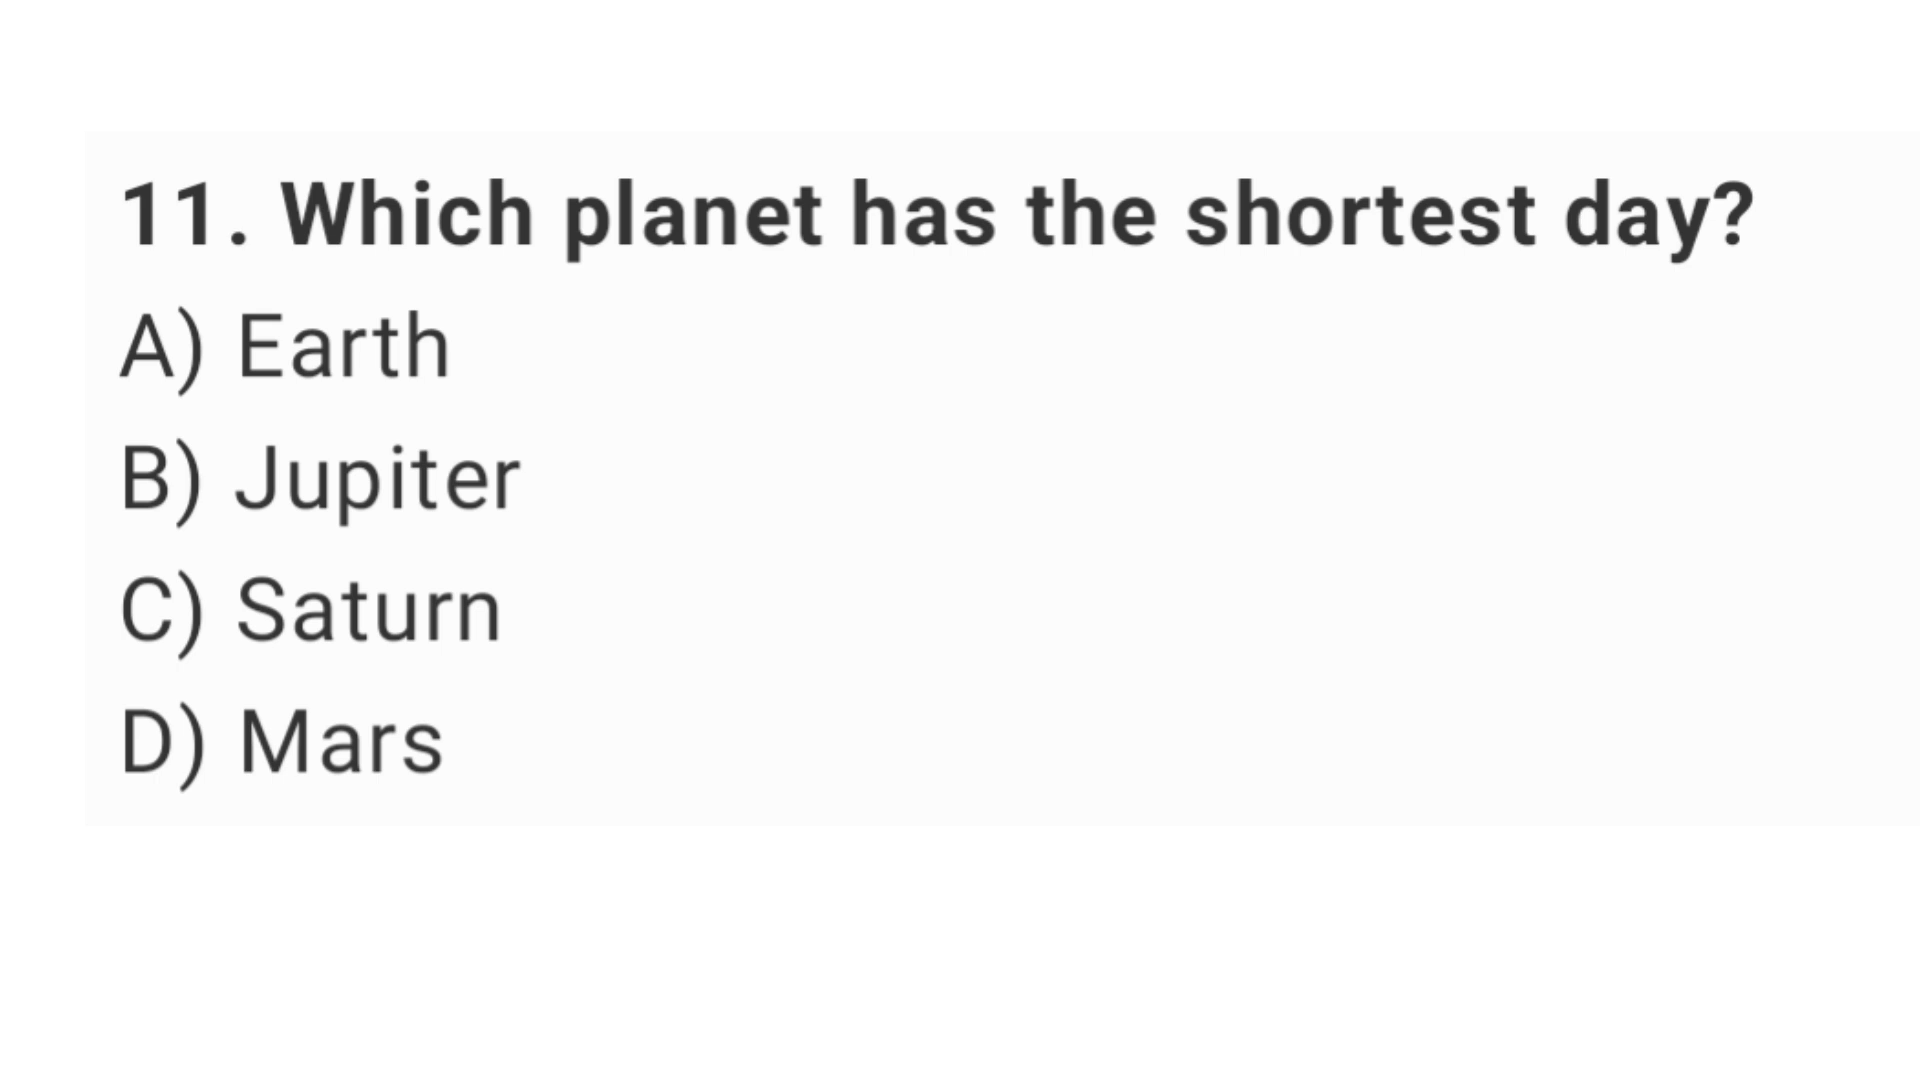 11. Which planet has the shortest day?
A) Earth
B) Jupiter
C) Saturn
D) Mars